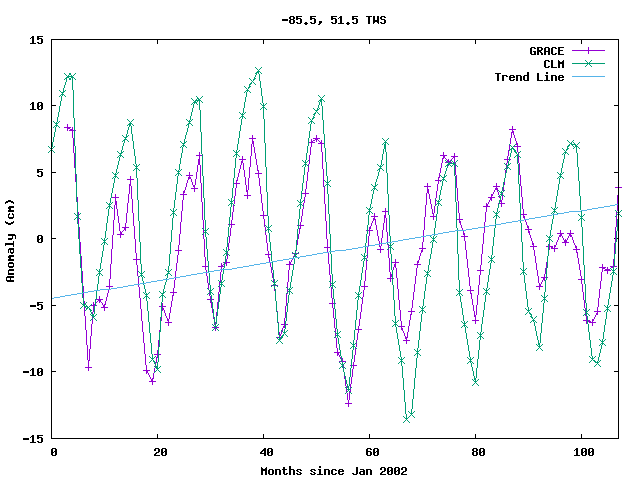 -85.5, 51.5 TWS
GRACE
CLM
Trend Line
15
10
5
0
-5
-10
-15
Anomaly (cm)
0 20 40 60 80 100
Months since Jan 2002